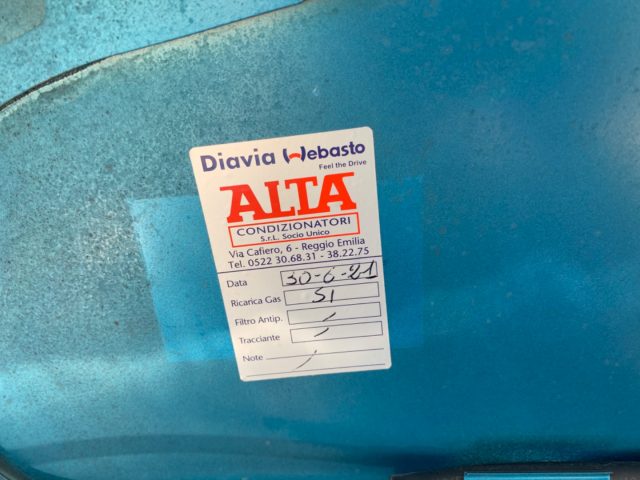 Diavia Webasto
Feel the Drive
ALTA
CONDIZIONATORI
S.r.L. Socio Unico
Via Cafiero, 6 - Reggio Emilia
Tel. 0522 30.68.31 - 38.22.75
Data 30-6-21
Ricarica Gas SI
Filtro Antip. /
Tracciante /
Note /